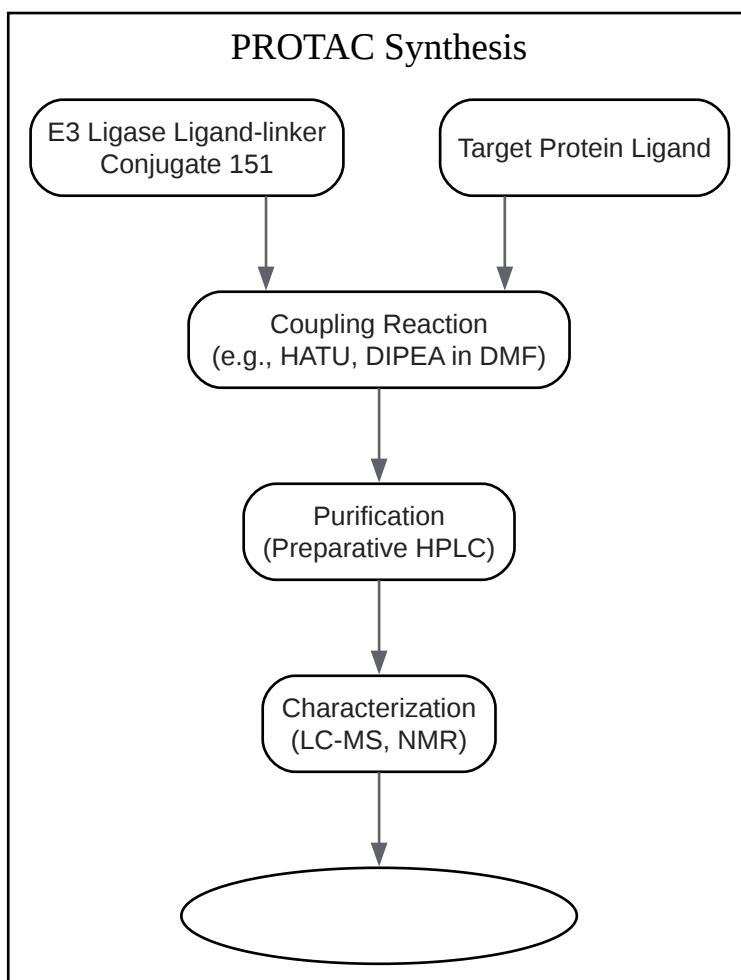 PROTAC Synthesis
E3 Ligase Ligand-linker
Conjugate 151
Target Protein Ligand
Coupling Reaction
(e.g., HATU, DIPEA in DMF)
Purification
(Preparative HPLC)
Characterization
(LC-MS, NMR)